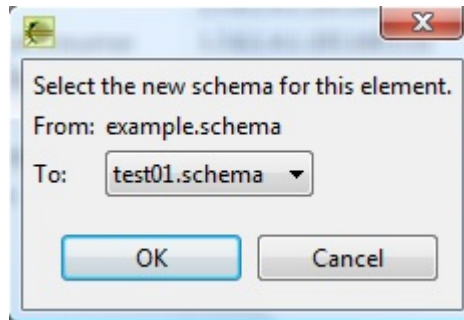 Select the new schema for this element.
From: example.schema
To: test01.schema
OK Cancel